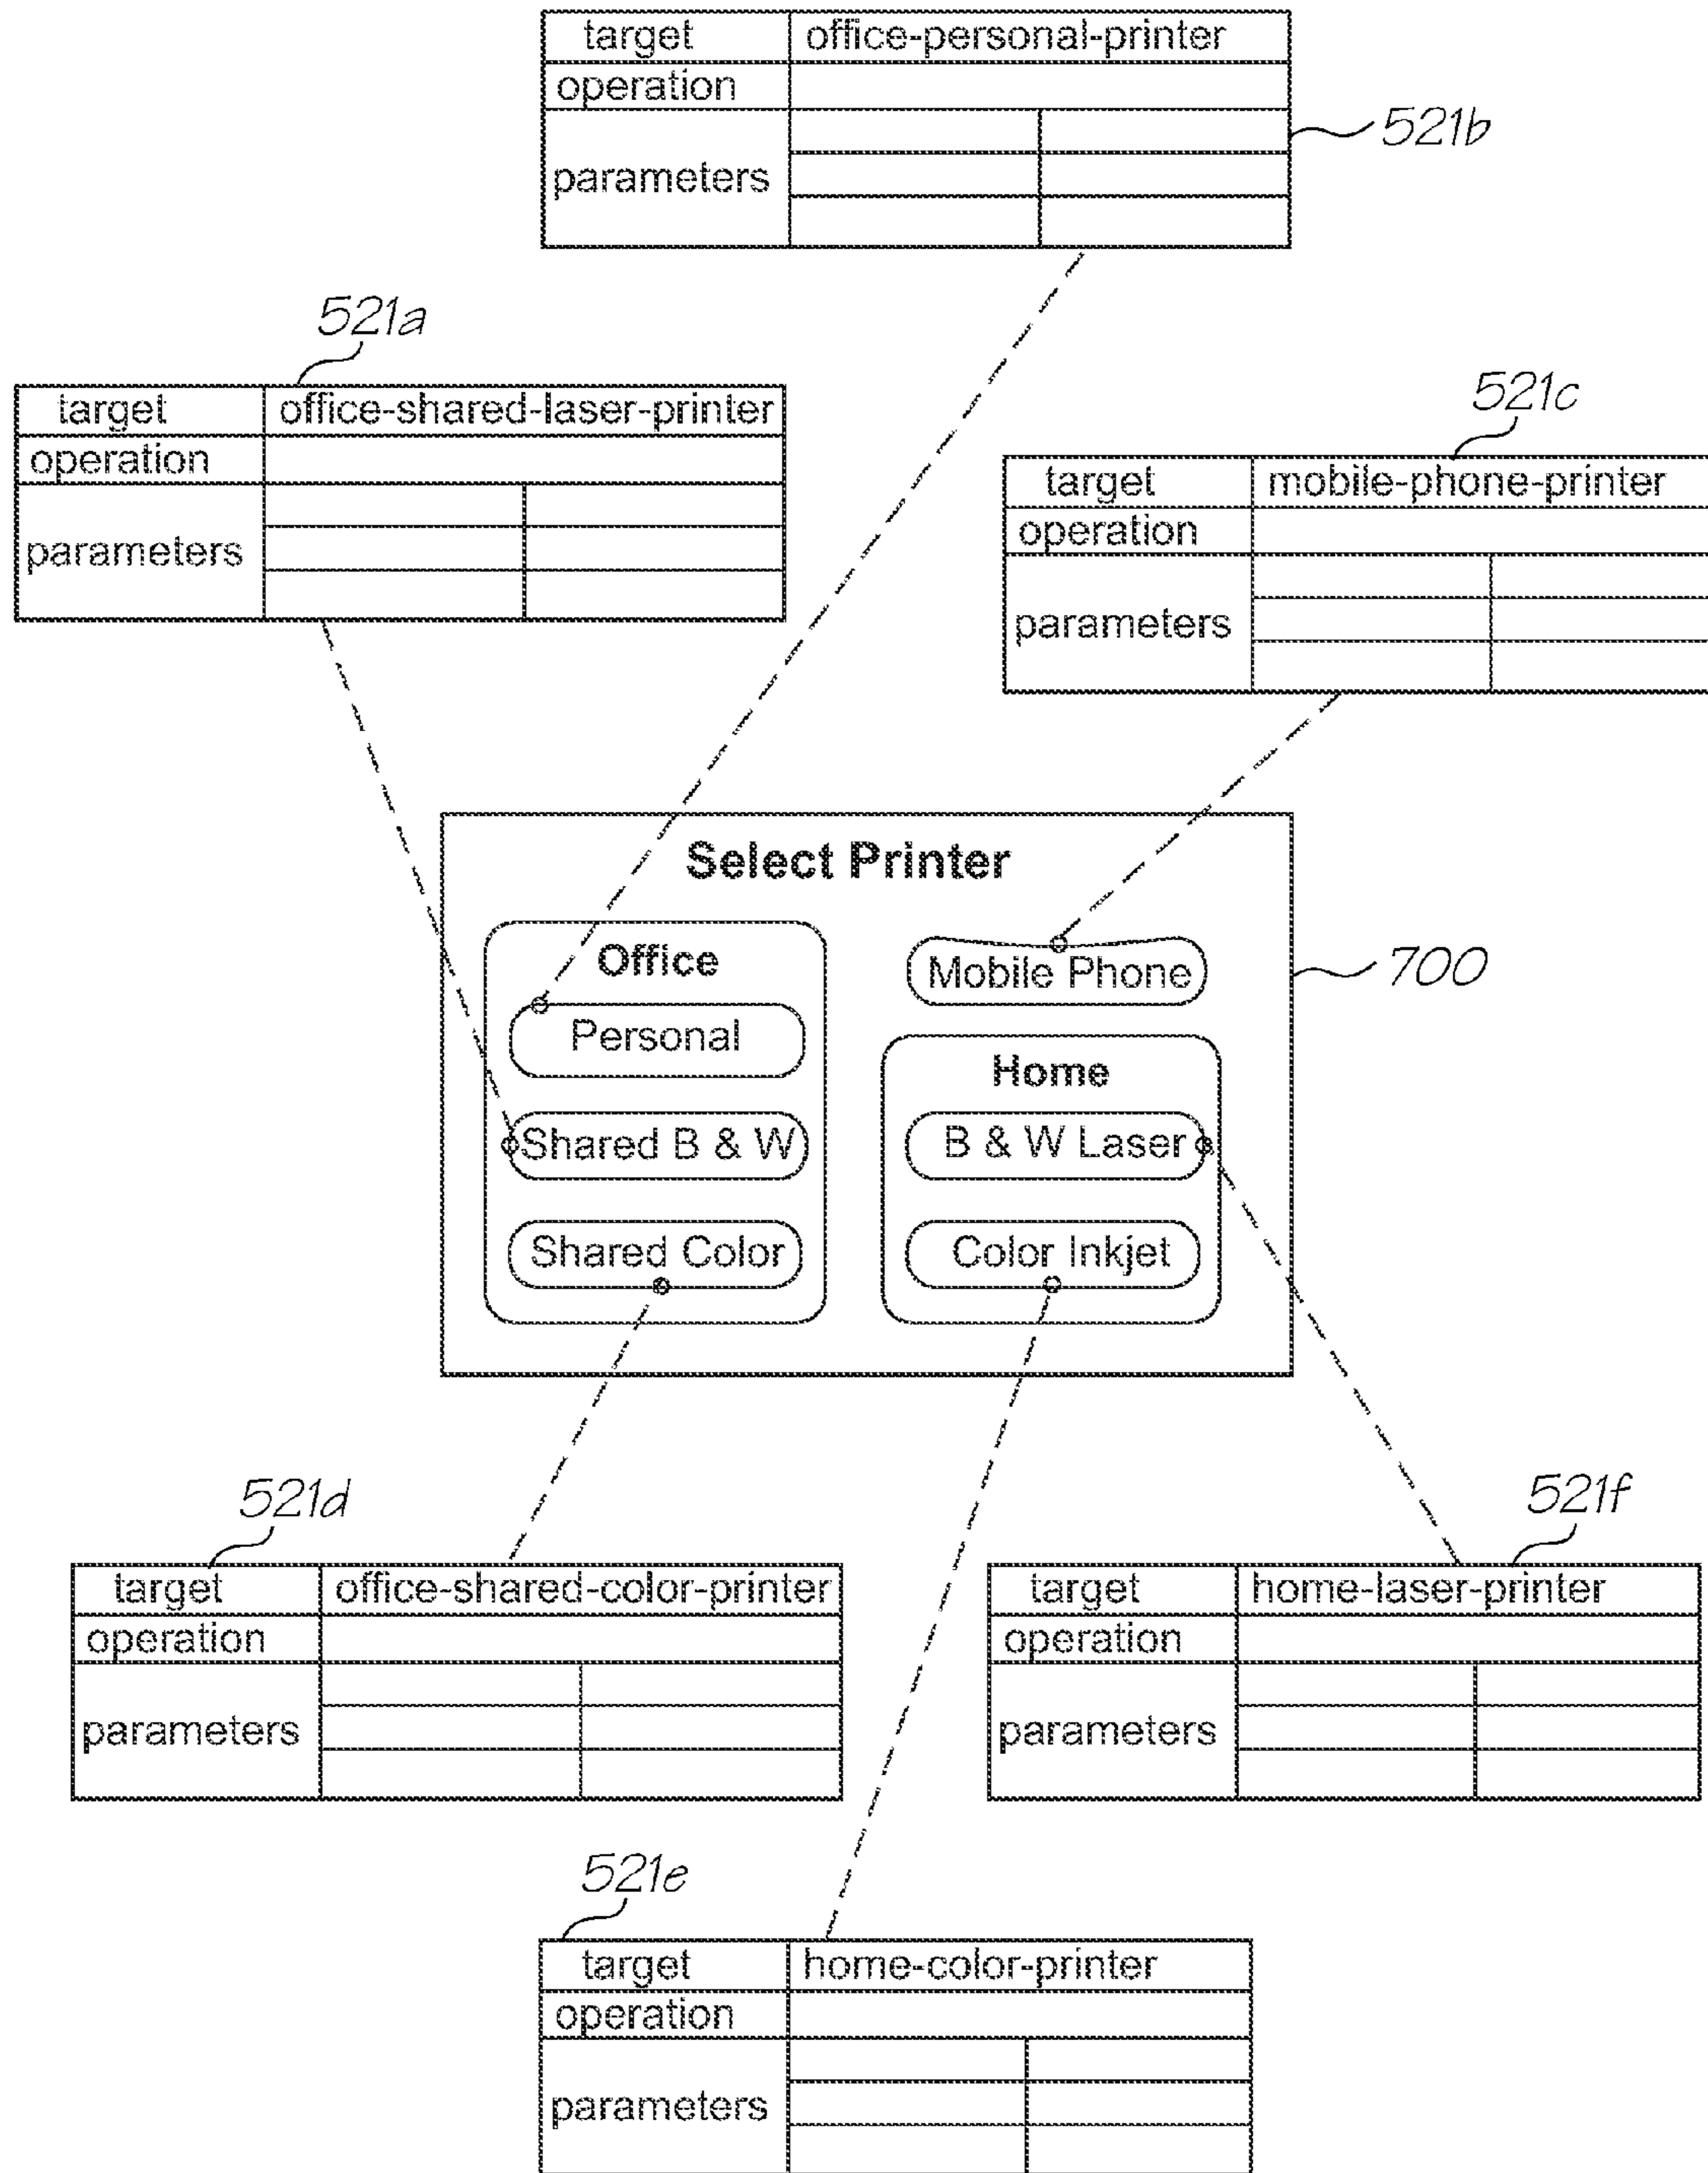 target office-personal-printer
operation
parameters
521b
521a
target office-shared-laser-printer
operation
parameters
521c
target mobile-phone-printer
operation
parameters
Select Printer
Office
Personal
Shared B & W
Shared Color
Mobile Phone
700
Home
B & W Laser
Color Inkjet
521d
target office-shared-color-printer
operation
parameters
521f
target home-laser-printer
operation
parameters
521e
target home-color-printer
operation
parameters